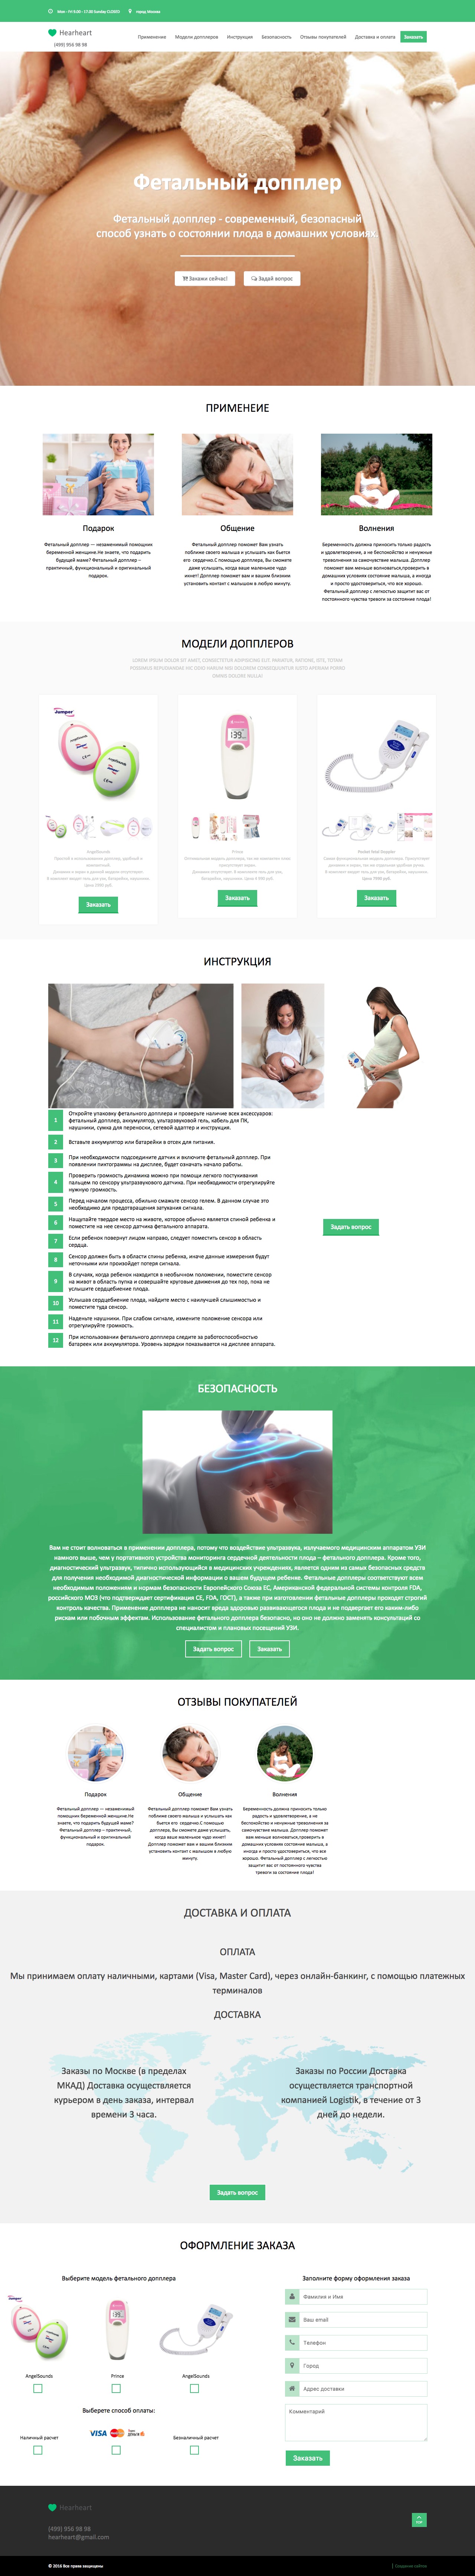 Mon - Fri 9.00 - 17.00 Sunday CLOSED
город Москва
Hearheart
(499) 956 98 98
Применение
Модели допплеров
Инструкция
Безопасность
Отзывы покупателей
Доставка и оплата
Заказать
Фетальный допплер
Фетальный допплер - современный, безопасный
способ узнать о состоянии плода в домашних условиях.
Закажи сейчас!
Задай вопрос
ПРИМЕНЕИЕ
Подарок
Фетальный допплер — незаменимый помощник
беременной женщине.Не знаете, что подарить
будущей маме? Фетальный допплер –
практичный, функциональный и оригинальный
подарок.
Общение
Фетальный допплер поможет Вам узнать
поближе своего малыша и услышать как бьется
его сердечко.С помощью допплера, Вы сможете
даже услышать, когда ваше маленькое чудо
икнет! Допплер поможет вам и вашим близким
установить контакт с малышом в любую минуту.
Волнения
Беременность должна приносить только радость
и удовлетворение, а не беспокойство и ненужные
тревоги за самочувствие малыша. Допплер
поможет вам меньше волноваться,проверить в
домашних условиях состояние малыша, а иногда
и просто удостовериться, что все хорошо.
Фетальный допплер с легкостью защитит вас от
постоянного чувства тревоги за состояние плода!
МОДЕЛИ ДОППЛЕРОВ
LOREM IPSUM DOLOR SIT AMET, CONSECTETUR ADIPISICING ELIT.
Jumper
AngelSounds
Простой в использовании допплер, удобный и
компактный
Динамик и экран в данной модели отсутствует.
В комплект входит гель для узи, батарейки, наушники.
Заказать
Prince
Заказать
Pocket Fetal Doppler
Заказать
ИНСТРУКЦИЯ
1 Откройте упаковку фетального допплера и проверьте наличие всех аксессуаров:
фетальный допплер, аккумулятор, ультразвуковой гель, кабель для ПК,
наушники, сумка для переноски, сетевой адаптер и инструкция.
2 Вставьте аккумулятор или батарейки в отсек для питания.
3 При необходимости подсоедините датчик и включите фетальный допплер. При
появлении пиктограммы на дисплее, будет означать начало работы.
4 Проверить громкость динамика можно при помощи легкого постукивания
пальцем по сенсору ультразвукового датчика. При необходимости отрегулируйте
нужную громкость.
5 Перед началом процесса, обильно смажьте сенсор гелем. В данном случае это
необходимо для предотвращения затухания сигнала.
6 Нащупайте твердое место на животе, которое обычно является спиной ребенка и
поместите на нее сенсор датчика фетального аппарата.
7 Если ребенок повернут лицом направо, следует поместить сенсор в область
сердца.
8 Сенсор должен быть в области спины ребенка, иначе данные измерения будут
неточными или произойдет потеря сигнала.
9 В случаях, когда ребенок находится в необычном положении, поместите сенсор
на живот в область пупка и совершайте круговые движения до тех пор, пока не
услышите сердцебиение плода.
10 Услышав сердцебиение плода, найдите место с наилучшей слышимостью и
поместите туда сенсор.
11 Наденьте наушники. При слабом сигнале, измените положение сенсора или
отрегулируйте громкость.
12 При использовании фетального допплера следите за работоспособностью
батареек или аккумулятора. Уровень зарядки показывается на дисплее аппарата.
Задать вопрос
БЕЗОПАСНОСТЬ
Вам не стоит волноваться в применении допплера, потому что воздействие ультразвука, излучаемого медицинским аппаратом УЗИ
намного выше, чем у портативного устройства мониторинга сердечной деятельности плода – фетального допплера. Кроме того,
диагностический ультразвук, типично использующийся в медицинских учреждениях, является одним из самых безопасных средств
для получения необходимой диагностической информации о вашем будущем ребенке. Фетальные допплеры соответствуют всем
необходимым положениям и нормам безопасности Европейского Союза ЕС, Американской федеральной системы контроля FDA,
российского МОЗ (что подтверждает сертификация CE, FDA, ГОСТ), а также при изготовлении фетальные допплеры проходят строгий
контроль качества. Применение допплера не наносит вреда здоровью развивающегося плода и не подвергает его каким-либо
рискам или побочным эффектам. Использование фетального допплера безопасно, но оно не должно заменять консультаций со
специалистом и плановых посещений УЗИ.
Задать вопрос
Заказать
ОТЗЫВЫ ПОКУПАТЕЛЕЙ
Подарок
Фетальный допплер — незаменимый
помощник беременной женщине.Не
знаете, что подарить будущей маме?
Фетальный допплер – практичный,
функциональный и оригинальный
подарок.
Общение
Фетальный допплер поможет Вам узнать
поближе своего малыша и услышать как
бьется его сердечко.С помощью
допплера, Вы сможете даже услышать,
когда ваше маленькое чудо икнет!
Допплер поможет вам и вашим близким
установить контакт с малышом в любую
минуту.
Волнения
Беременность должна приносить только
радость и удовлетворение, а не
беспокойство и ненужные тревоги за
самочувствие малыша. Допплер поможет
вам меньше волноваться,проверить в
домашних условиях состояние малыша, а
иногда и просто удостовериться, что все
хорошо. Фетальный допплер с легкостью
защитит вас от постоянного чувства
тревоги за состояние плода!
ДОСТАВКА И ОПЛАТА
ОПЛАТА
Мы принимаем оплату наличными, картами (Visa, Master Card), через онлайн-банкинг, с помощью платежных
терминалов
ДОСТАВКА
Заказы по Москве (в пределах
МКАД) Доставка осуществляется
курьером в день заказа, интервал
времени 3 часа.
Заказы по России Доставка
осуществляется транспортной
компанией Logistik, в течение от 3
дней до недели.
Задать вопрос
ОФОРМЛЕНИЕ ЗАКАЗА
Выберите модель фетального допплера
Jumper
AngelSounds
Prince
AngelSounds
Выберете способ оплаты:
Наличный расчет
VISA
Безналичный расчет
Заполните форму оформления заказа
Фамилия и Имя
Ваш email
Телефон
Город
Адрес доставки
Комментарий
Заказать
Hearheart
(499) 956 98 98
hearheart@gmail.com
TOP
© 2016 Все права защищены
Создание сайтов